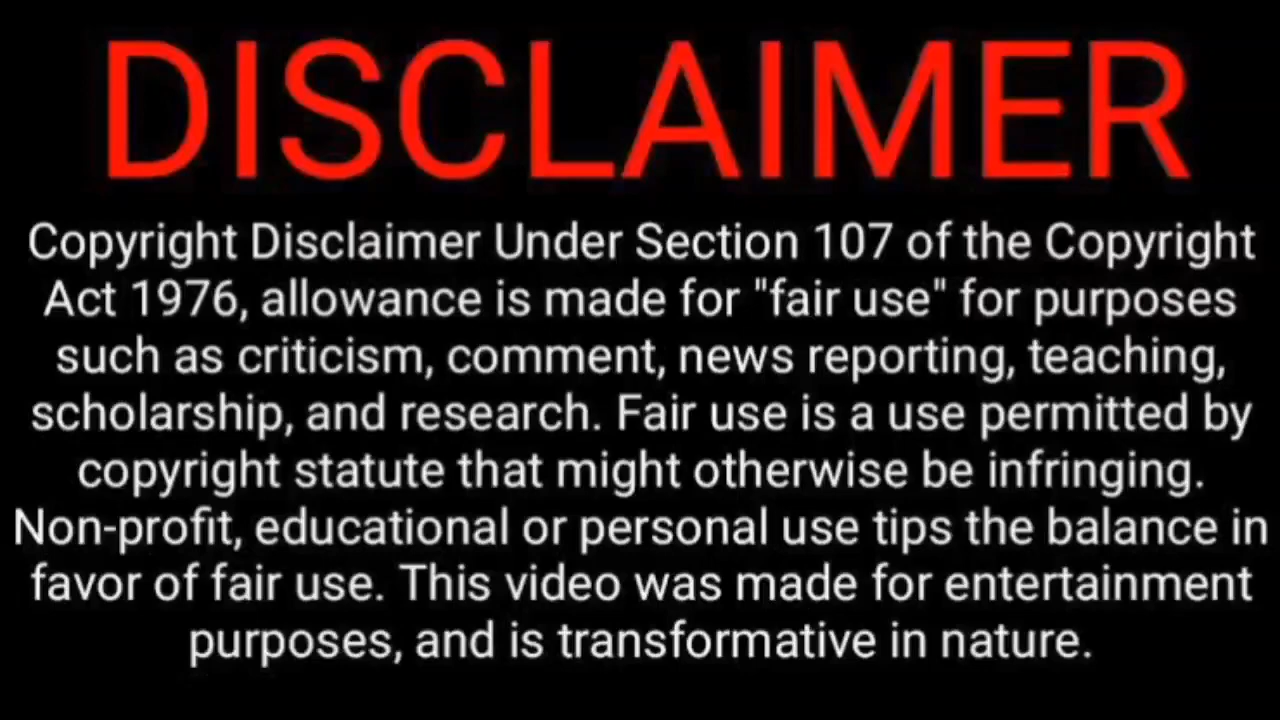 DISCLAIMER
Copyright Disclaimer Under Section 107 of the Copyright
Act 1976, allowance is made for "fair use" for purposes
such as criticism, comment, news reporting, teaching,
scholarship, and research. Fair use is a use permitted by
copyright statute that might otherwise be infringing.
Non-profit, educational or personal use tips the balance in
favor of fair use. This video was made for entertainment
purposes, and is transformative in nature.